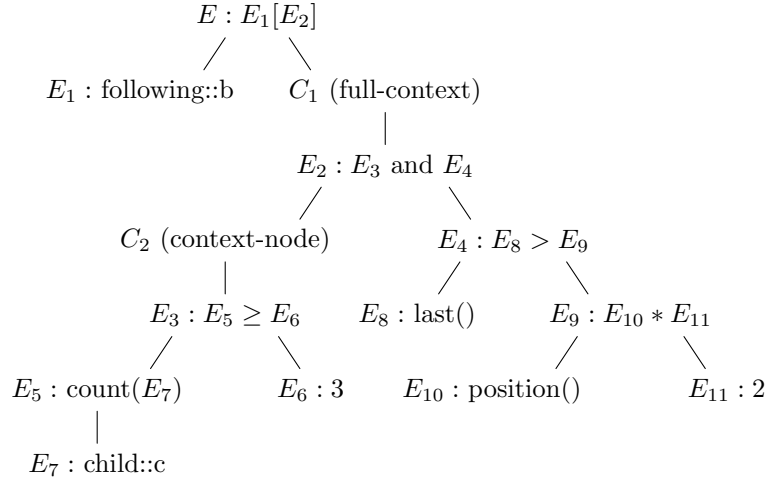 E : E₁[E₂]
E₁ : following::b C₁ (full-context)
E₂ : E₃ and E₄
C₂ (context-node) E₄ : E₈ > E₉
E₃ : E₅ ≥ E₆ E₈ : last() E₉ : E₁₀ ∗ E₁₁
E₅ : count(E₇) E₆ : 3 E₁₀ : position() E₁₁ : 2
E₇ : child::c